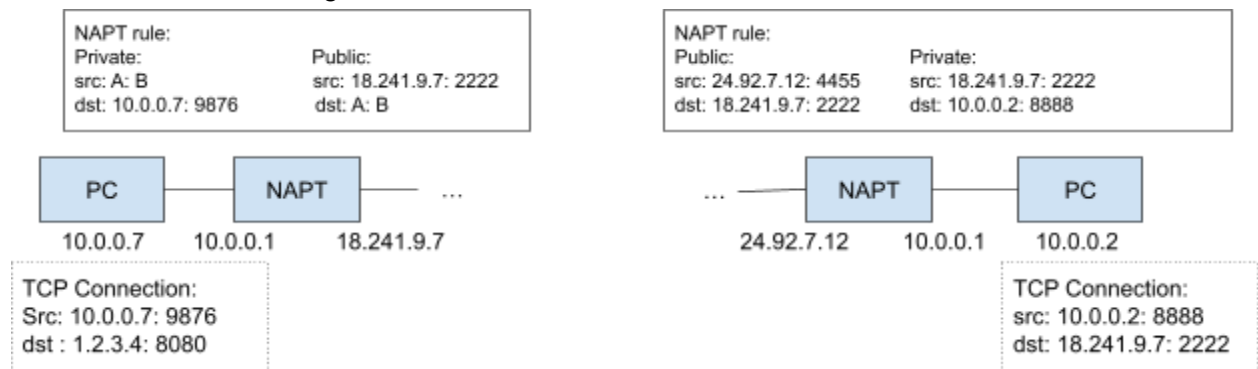 NAPT rule:
Private: Public:
src: A: B src: 18.241.9.7: 2222
dst: 10.0.0.7: 9876 dst: A: B
NAPT rule:
Public: Private:
src: 24.92.7.12: 4455 src: 18.241.9.7: 2222
dst: 18.241.9.7: 2222 dst: 10.0.0.2: 8888
PC NAPT ...
10.0.0.7 10.0.0.1 18.241.9.7
... NAPT PC
24.92.7.12 10.0.0.1 10.0.0.2
TCP Connection:
Src: 10.0.0.7: 9876
dst : 1.2.3.4: 8080
TCP Connection:
src: 10.0.0.2: 8888
dst: 18.241.9.7: 2222